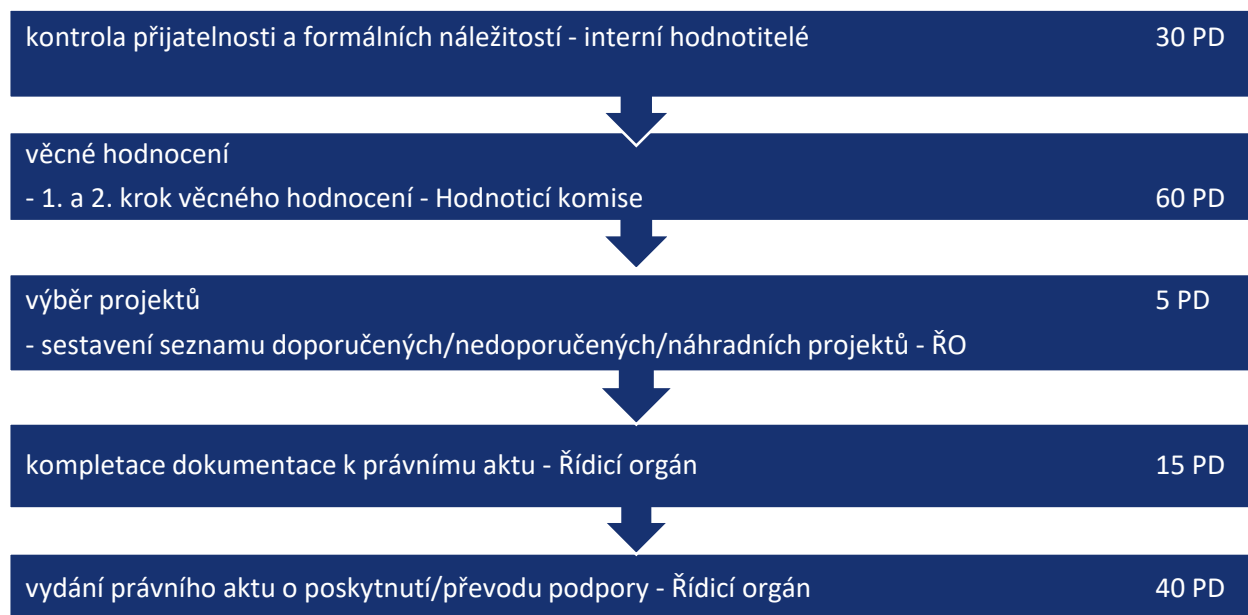 kontrola přijatelnosti a formálních náležitostí - interní hodnotitelé 30 PD
věcné hodnocení
- 1. a 2. krok věcného hodnocení - Hodnoticí komise 60 PD
výběr projektů 5 PD
- sestavení seznamu doporučených/nedoporučených/náhradních projektů - ŘO
kompletace dokumentace k právnímu aktu - Řídicí orgán 15 PD
vydání právního aktu o poskytnutí/převodu podpory - Řídicí orgán 40 PD